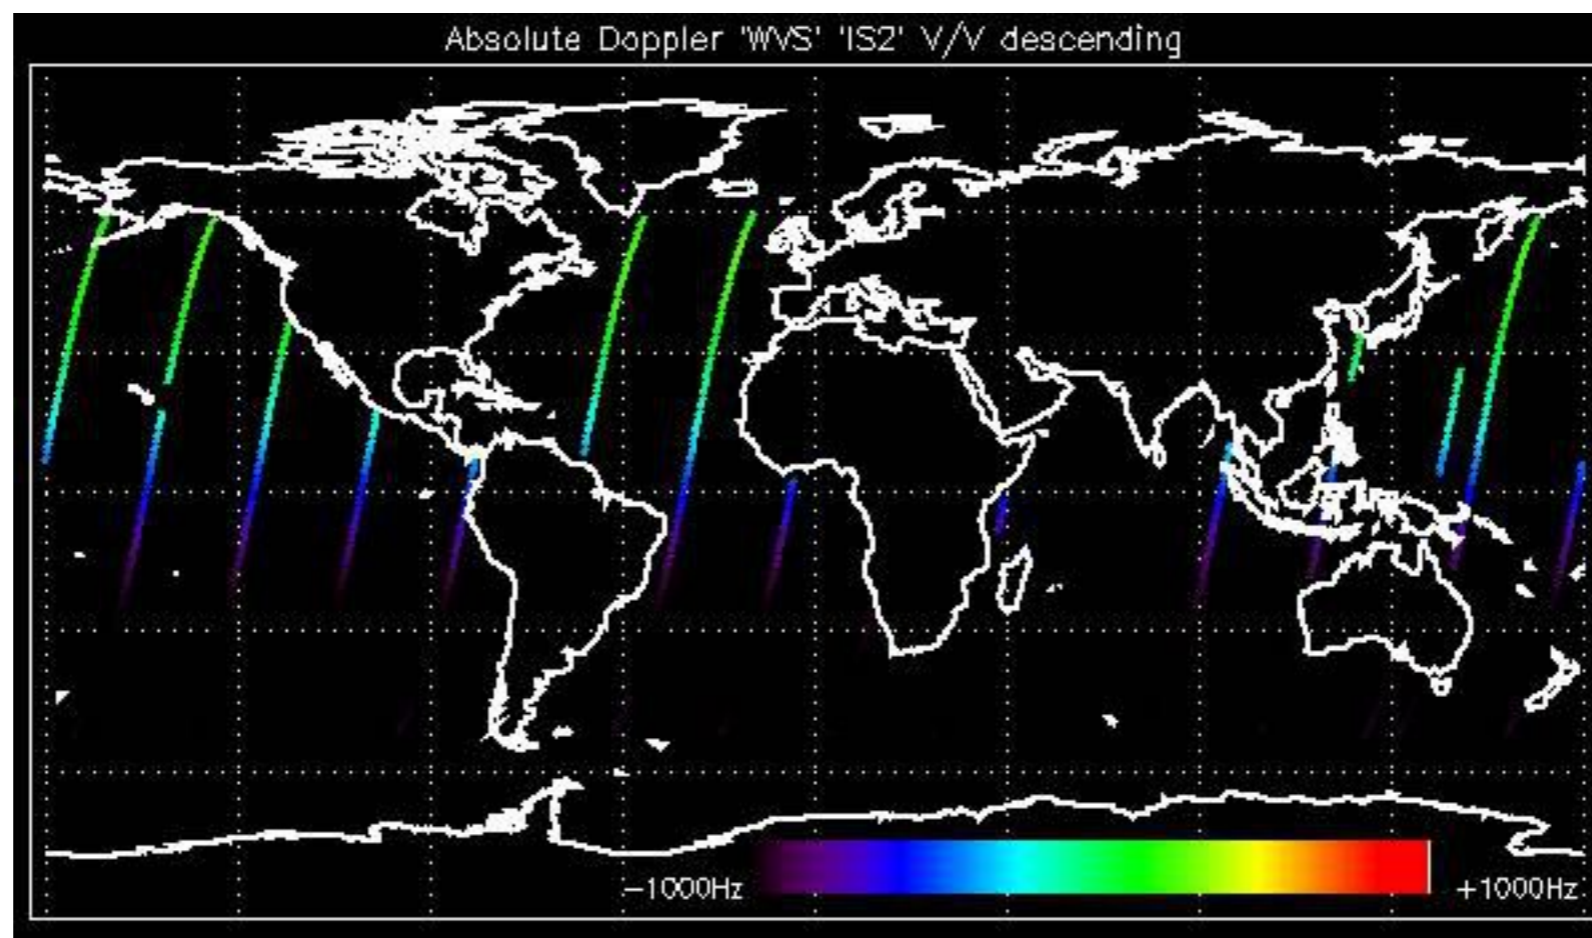 Absolute Doppler 'WVS' 'IS2' V/V descending
-1000Hz
+1000Hz